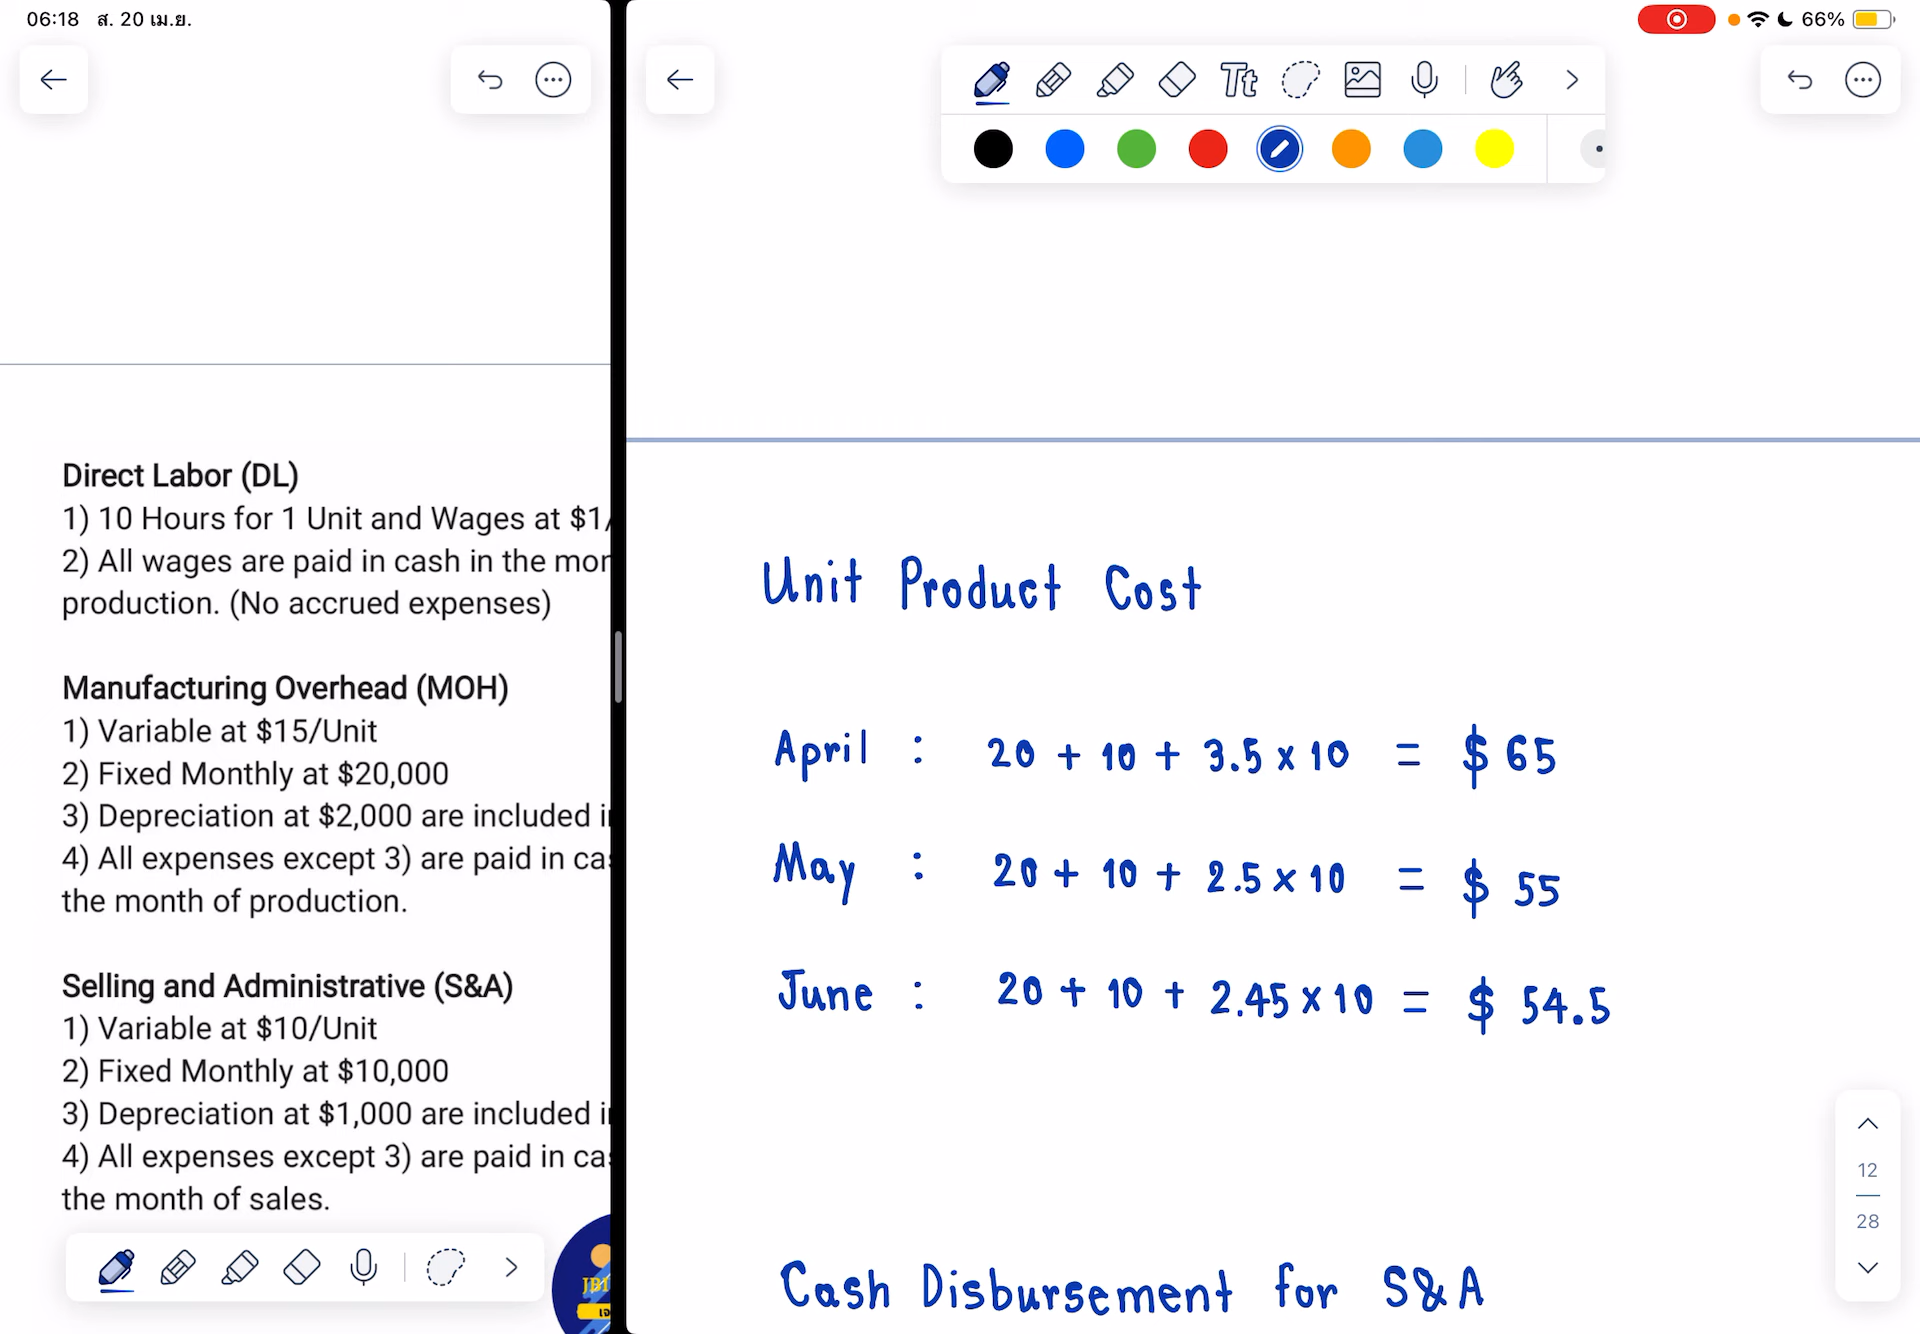 06:18 ส. 20 เม.ย.
66%
Tt
Direct Labor (DL)
1) 10 Hours for 1 Unit and Wages at $1/
2) All wages are paid in cash in the
production. (No accrued expenses)
Manufacturing Overhead (MOH)
1) Variable at $15/Unit
2) Fixed Monthly at $20,000
3) Depreciation at $2,000 are included
4) All expenses except 3) are paid in
the month of production.
Selling and Administrative (S&A)
1) Variable at $10/Unit
2) Fixed Monthly at $10,000
3) Depreciation at $1,000 are included
4) All expenses except 3) are paid in
the month of sales.
Unit Product Cost
April : 20 + 10 + 3.5 x 10 = $ 65
May : 20 + 10 + 2.5 x 10 = $ 55
June : 20 + 10 + 2.45 x 10 = $ 54.5
Cash Disbursement for S&A
12
28